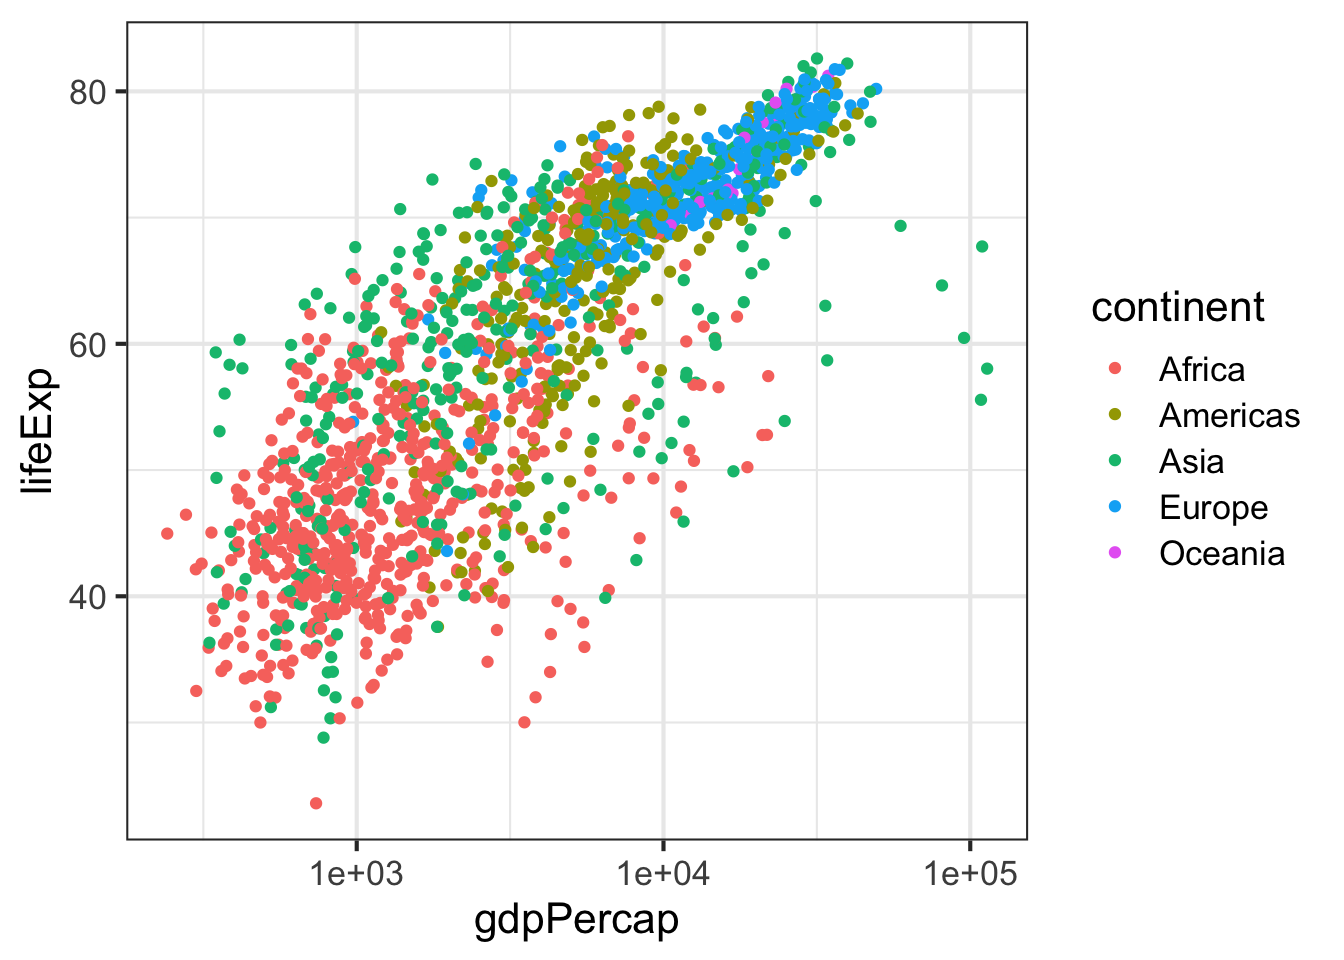 80
60
40
lifeExp
1e+03
1e+04
1e+05
gdpPercap
continent
Africa
Americas
Asia
Europe
Oceania